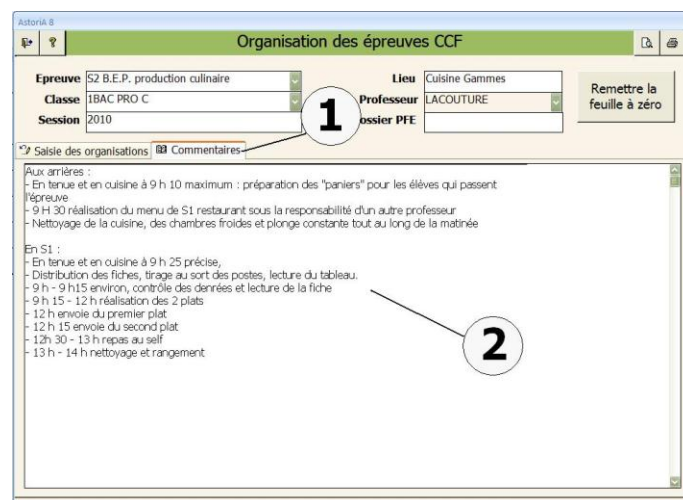 AstoriA 8
Organisation des épreuves CCF
Epreuve S2 B.E.P. production culinaire
Lieu Cuisine Gammes
Classe 1BAC PRO C
Professeur LACOUTURE
Session 2010
ossier PFE
Remettre la
feuille à zéro
1
Saisie des organisations
Commentaires
Aux arrières :
- En tenue et en cuisine à 9 h 10 maximum : préparation des "paniers" pour les élèves qui passent
l'épreuve
- 9 H 30 réalisation du menu de S1 restaurant sous la responsabilité d'un autre professeur
- Nettoyage de la cuisine, des chambres froides et plonge constante tout au long de la matinée
En S1 :
- En tenue et en cuisine à 9 h 25 précise,
- Distribution des fiches, tirage au sort des postes, lecture du tableau.
- 9 h - 9 h15 environ, contrôle des denrées et lecture de la fiche
- 9 h 15 - 12 h réalisation des 2 plats
- 12 h envoie du premier plat
- 12 h 15 envoie du second plat
- 12h 30 - 13 h repas au self
- 13 h - 14 h nettoyage et rangement
2